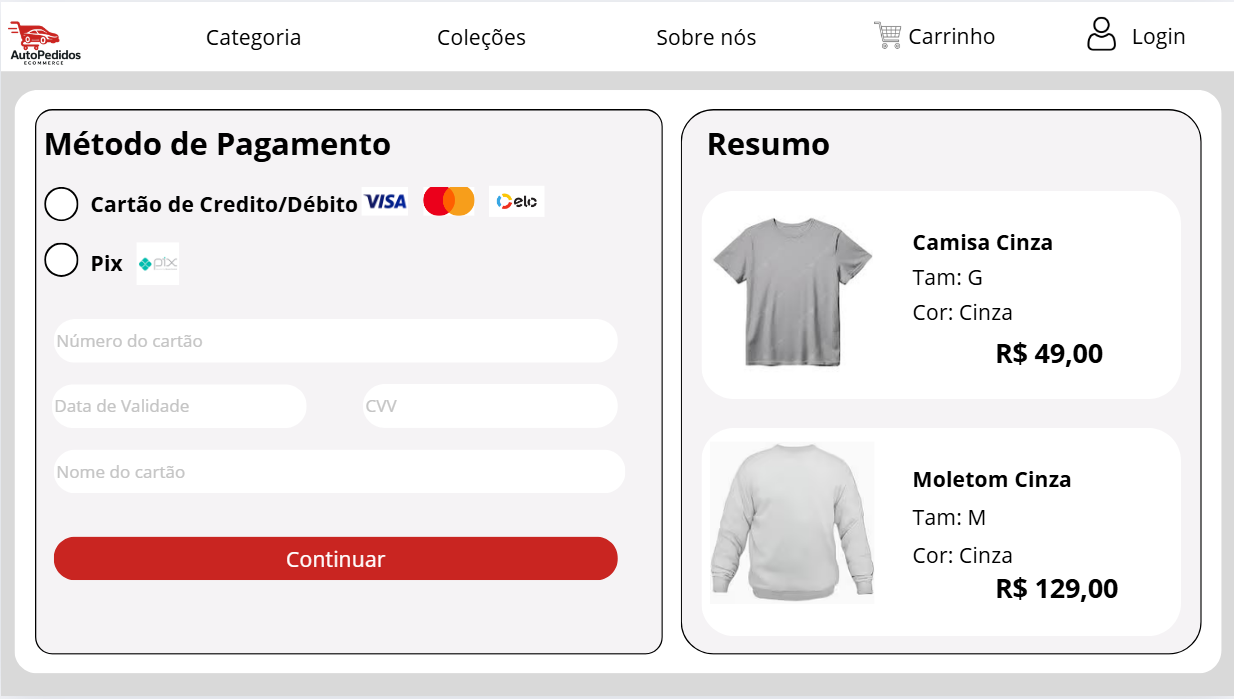 AutoPedidos
ECOMMERCE
Categoria
Coleções
Sobre nós
Carrinho
Login
Método de Pagamento
Cartão de Credito/Débito VISA elo
Pix pix
Número do cartão
Data de Validade
CVV
Nome do cartão
Continuar
Resumo
Camisa Cinza
Tam: G
Cor: Cinza
R$ 49,00
Moletom Cinza
Tam: M
Cor: Cinza
R$ 129,00